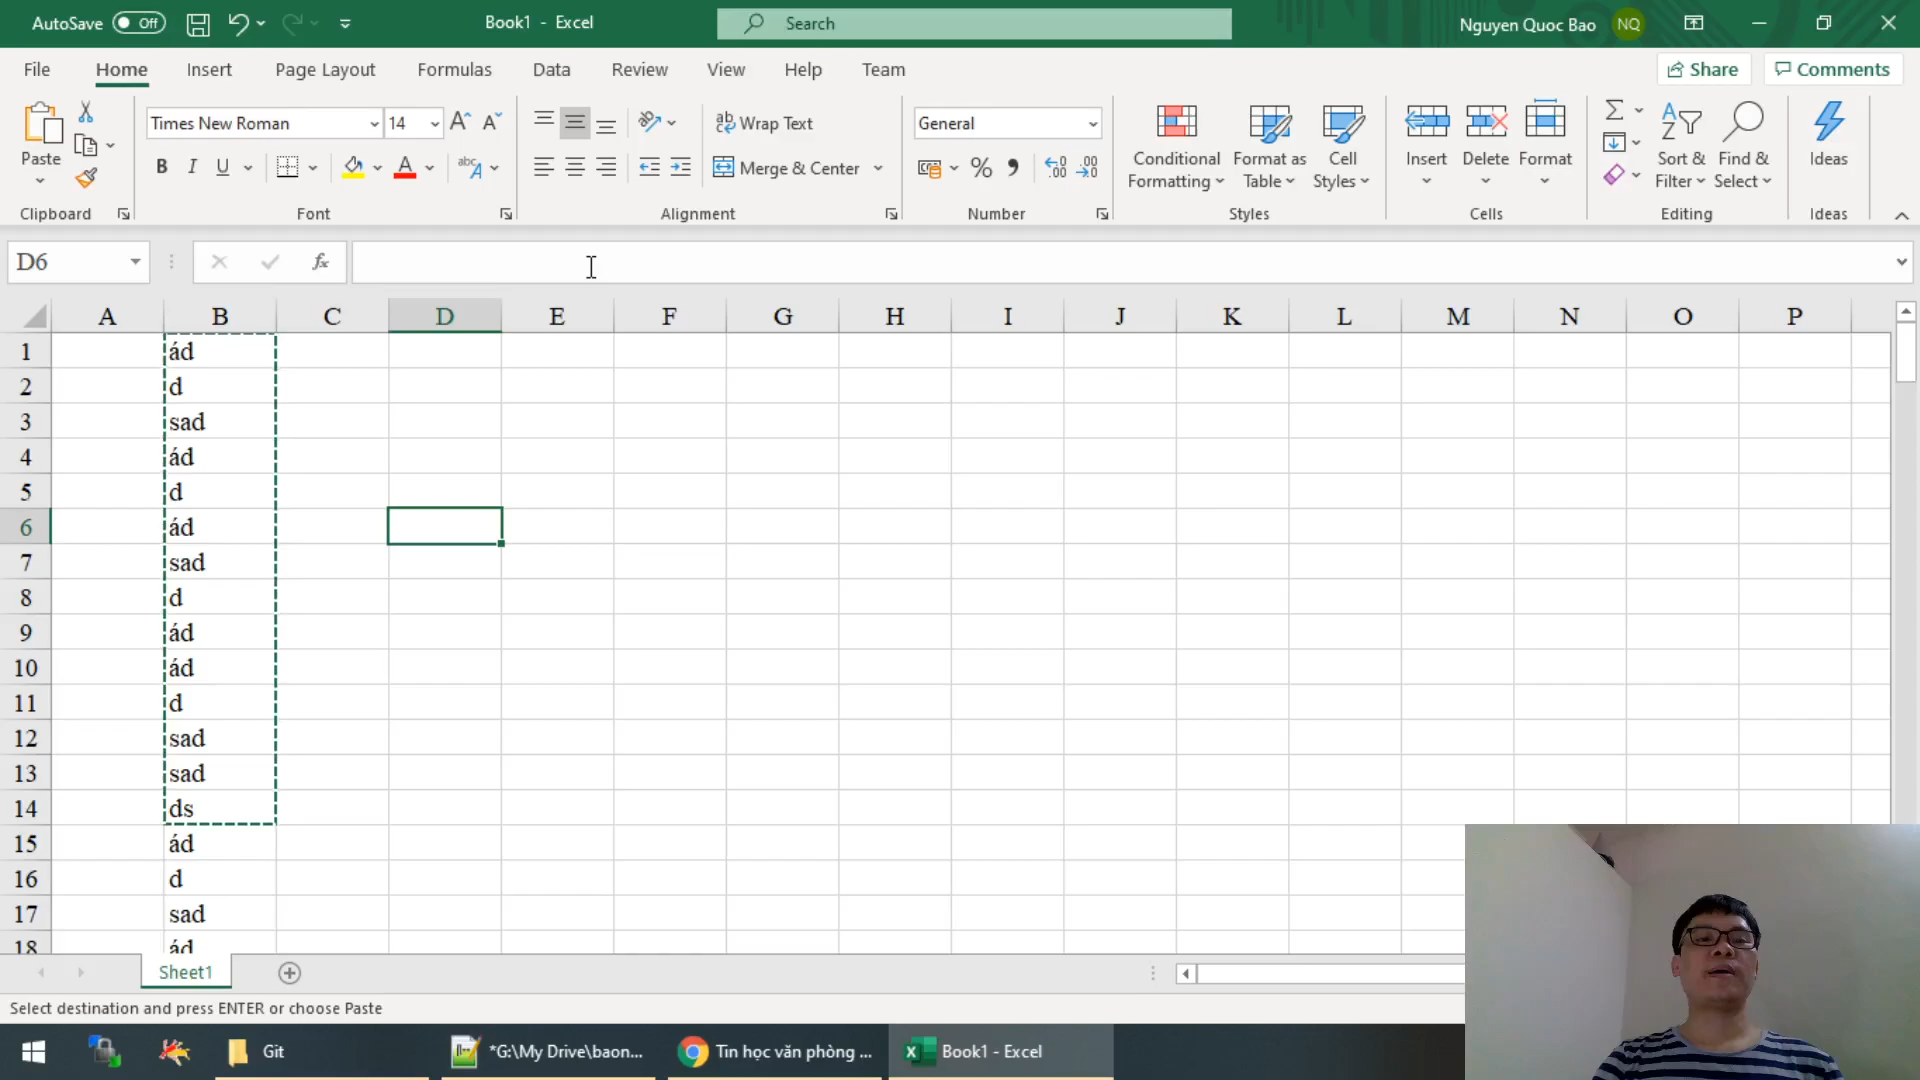 AutoSave Off Book1 - Excel Search Nguyen Quoc Bao NQ
File Home Insert Page Layout Formulas Data Review View Help Team Share Comments
Paste
Clipboard
Times New Roman 14
B I U
Font
Wrap Text
Merge & Center
Alignment
General
Number
Conditional Formatting
Format as Table
Cell Styles
Styles
Insert Delete Format
Cells
Sort & Filter
Find & Select
Editing
Ideas
Ideas
D6 fx
A B C D E F G H I J K L M N O P
1 ád
2 d
3 sad
4 ád
5 d
6 ád
7 sad
8 d
9 ád
10 ád
11 d
12 sad
13 sad
14 ds
15 ád
16 d
17 sad
18 ád
Sheet1
Select destination and press ENTER or choose Paste
Git *G:\My Drive\baon... Tin học văn phòng ... Book1 - Excel